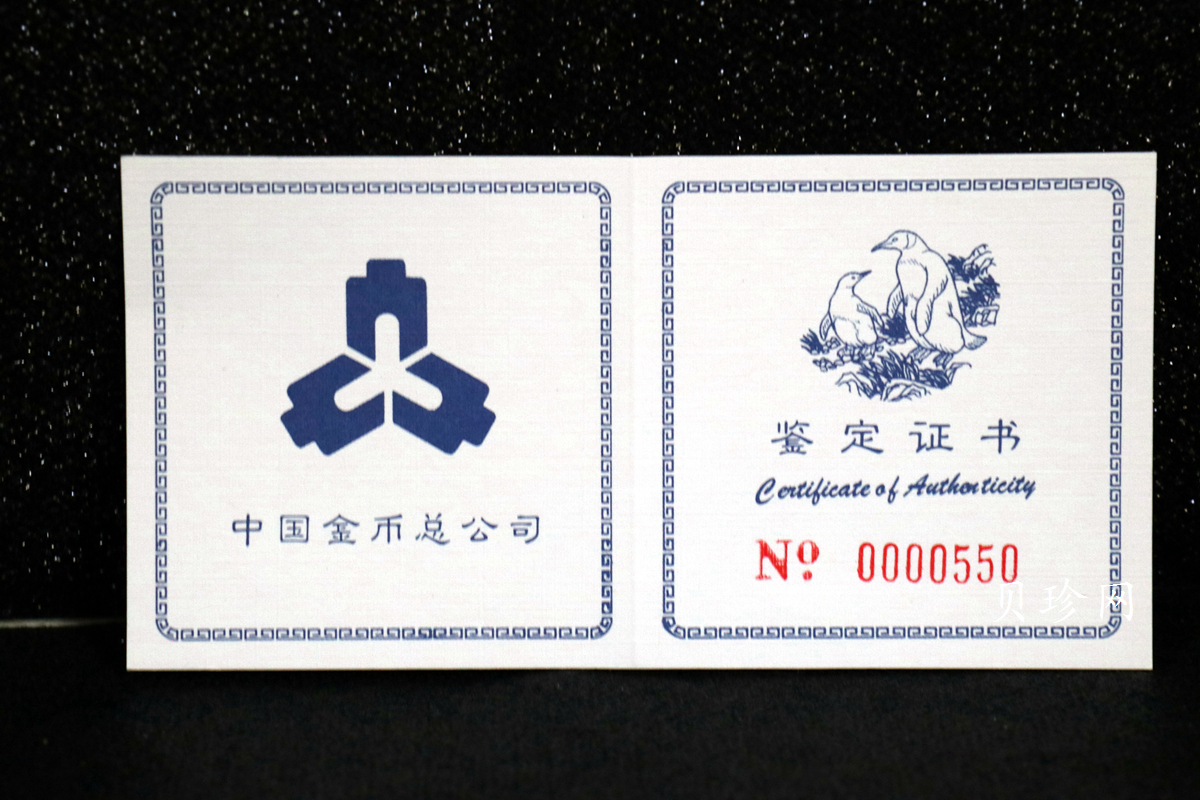 中国金币总公司
鉴定证书
Certificate of Authenticity
Nº 0000550
贝珍网